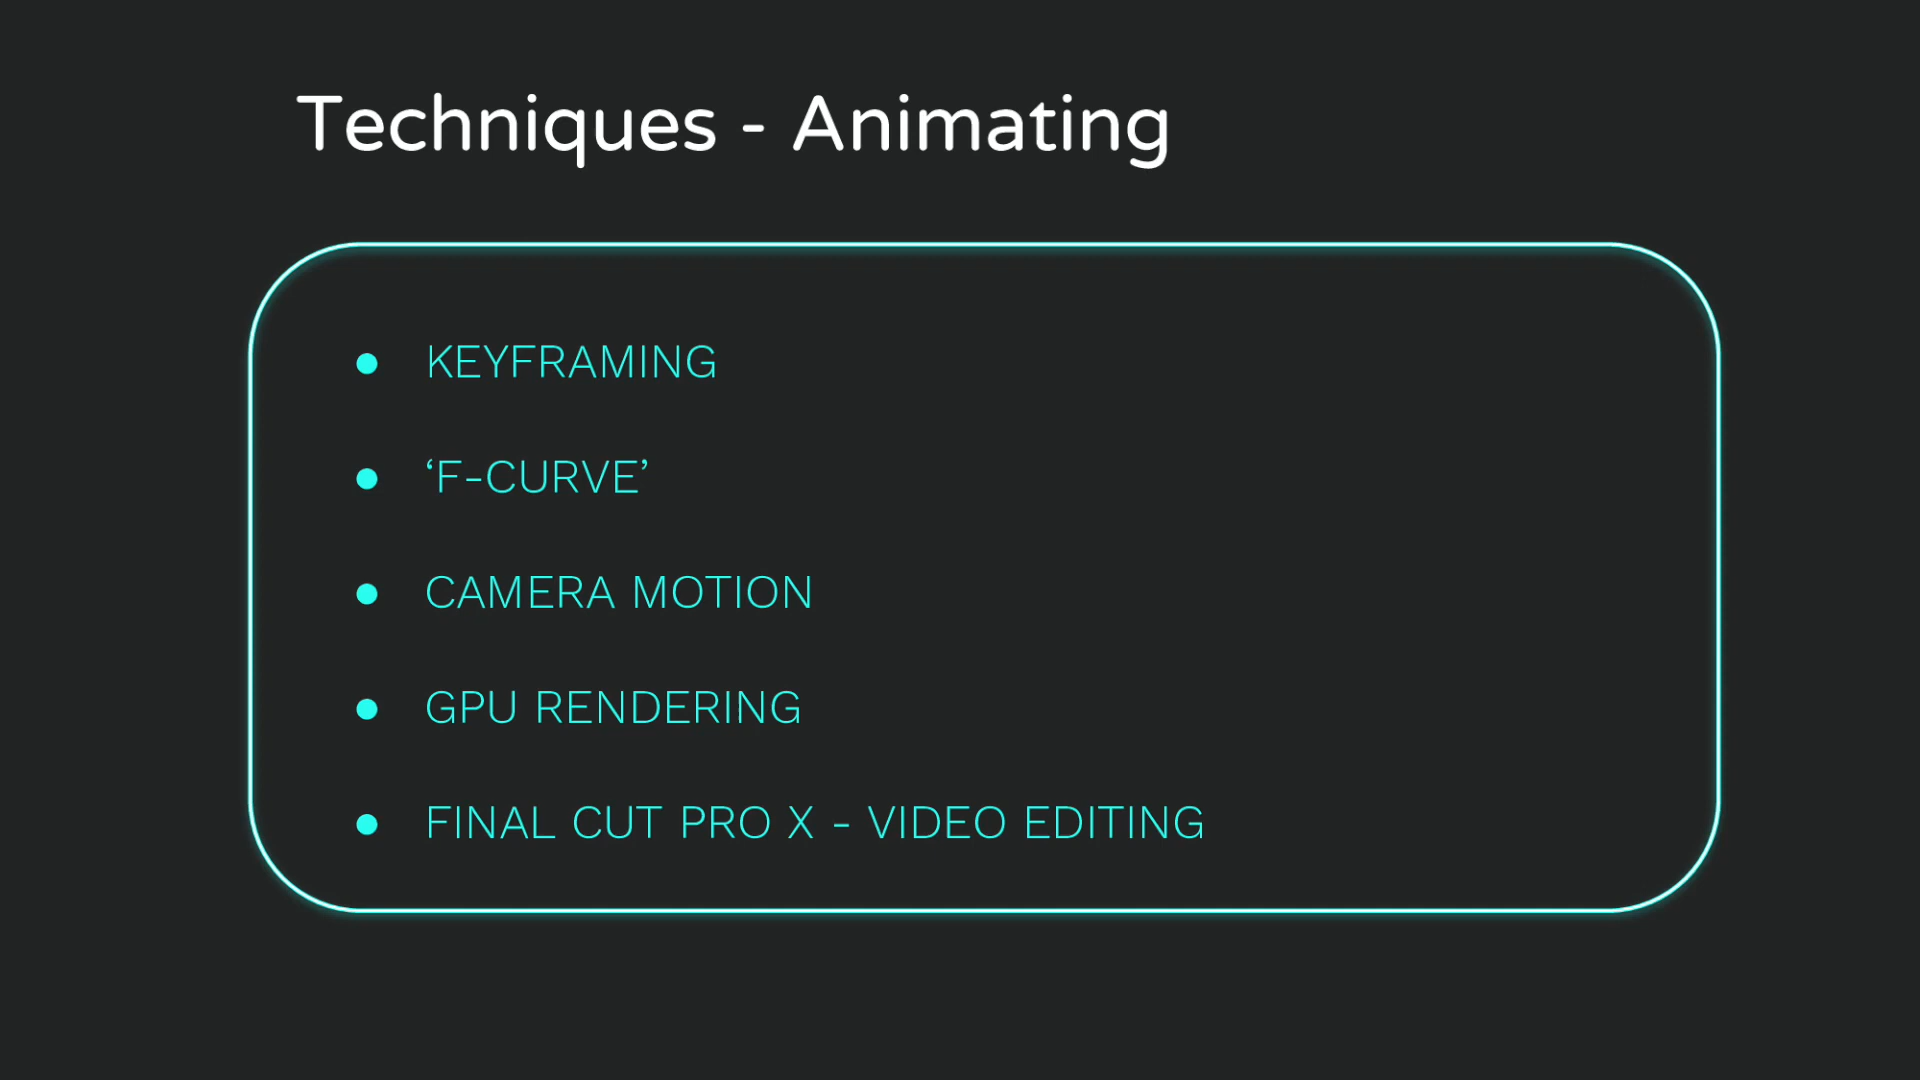 Techniques - Animating
● KEYFRAMING
● ‘F-CURVE’
● CAMERA MOTION
● GPU RENDERING
● FINAL CUT PRO X - VIDEO EDITING